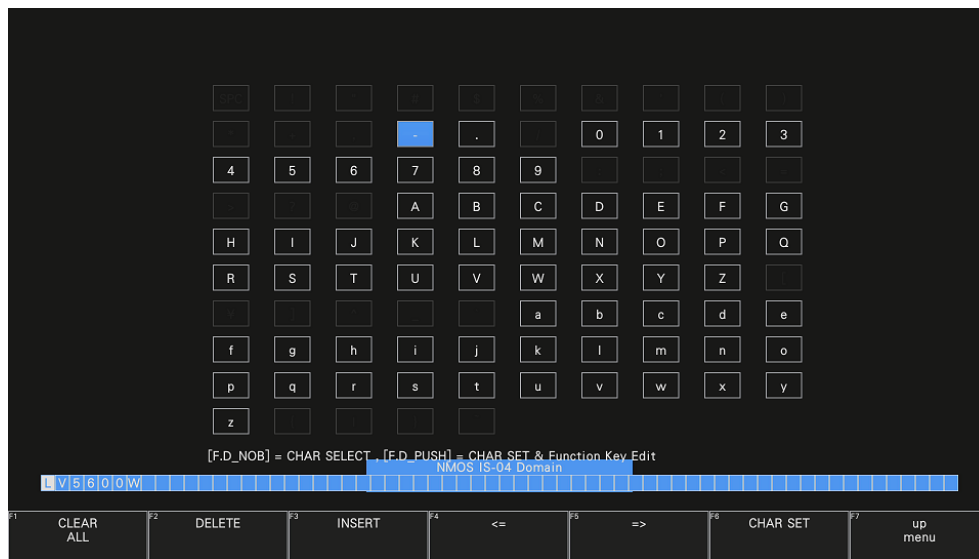 SPC
- . 0 1 2 3
4 5 6 7 8 9
A B C D E F G
H I J K L M N O P Q
R S T U V W X Y Z
a b c d e
f g h i j k l m n o
p q r s t u v w x y
z
[F.D_NOB] = CHAR SELECT , [F.D_PUSH] = CHAR SET & Function Key Edit
NMOS IS-04 Domain
LV5600W
F1 CLEAR ALL
F2 DELETE
F3 INSERT
F4 <=
F5 =>
F6 CHAR SET
F7 up menu